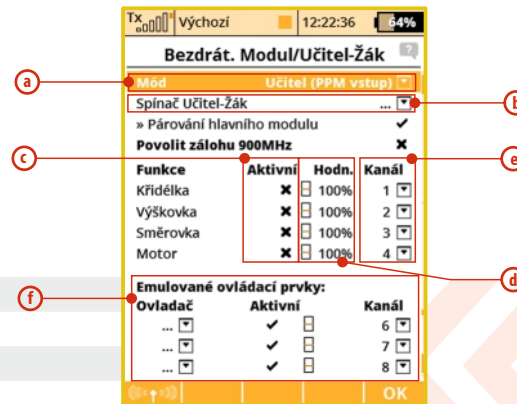 Tx Výchozí 12:22:36 64%
Bezdrát. Modul/Učitel-Žák ?
a
Mód Učitel (PPM vstup)
Spínač Učitel-Žák ...
b
» Párování hlavního modulu
Povolit zálohu 900MHz
c
e
Funkce Aktivní Hodn. Kanál
Křidélka 100% 1
Výškovka 100% 2
Směrovka 100% 3
Motor 100% 4
d
f
Emulované ovládací prvky:
Ovladač Aktivní Kanál
... 6
... 7
... 8
OK